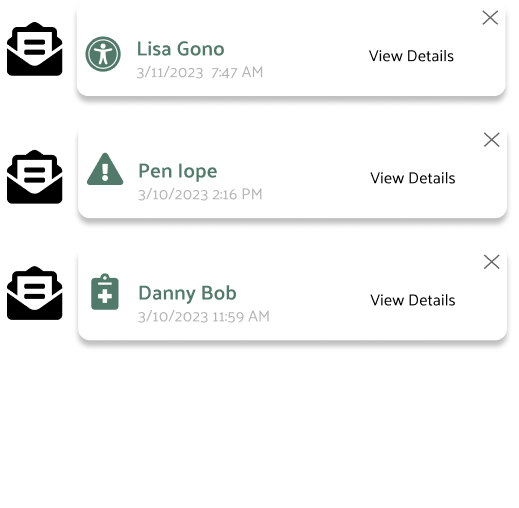 Lisa Gono
3/11/2023 7:47 AM
View Details
Pen lope
3/10/2023 2:16 PM
View Details
Danny Bob
3/10/2023 11:59 AM
View Details